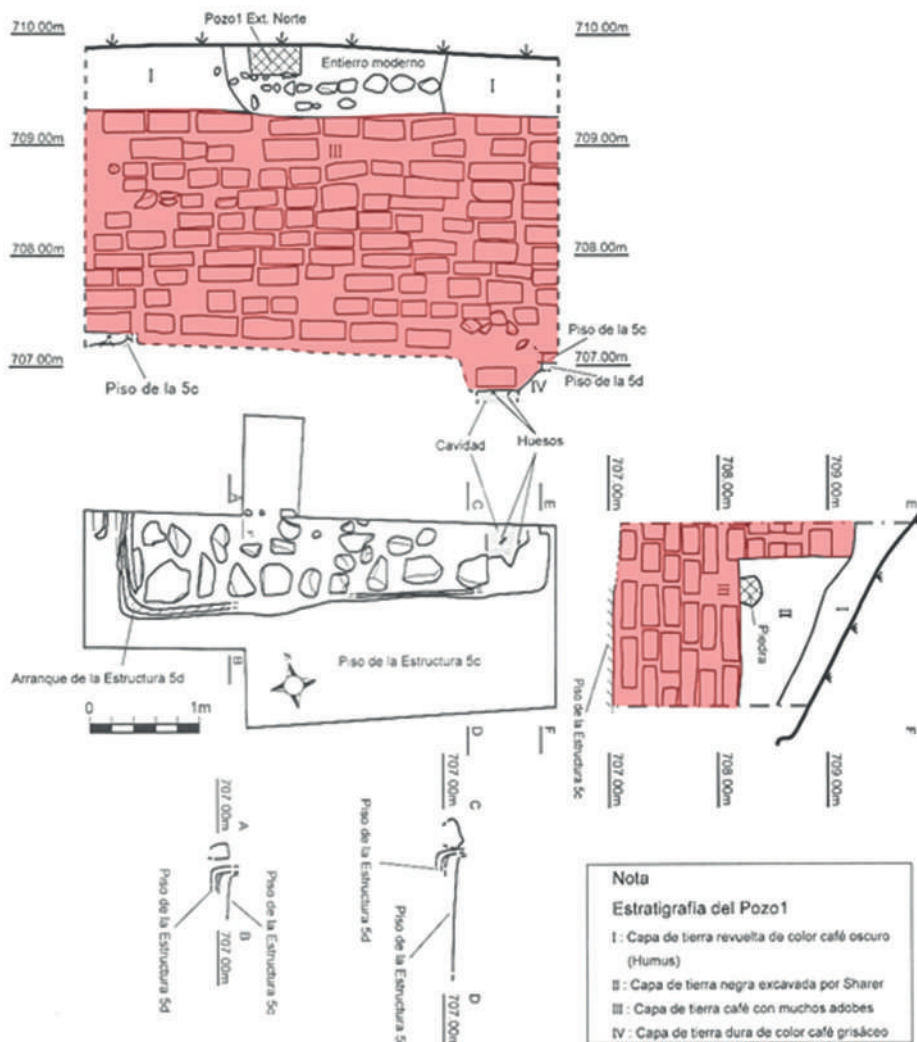 710.00m
Pozo1 Ext. Norte
710.00m
I
Entierro moderno
I
709.00m
III
709.00m
708.00m
708.00m
707.00m
Piso de la 5c
707.00m
Piso de la 5c
IV
Piso de la 5d
Cavidad
Huesos
707.00m
708.00m
709.00m
A
C
E
E
III
II
I
Piedra
Piso de la Estructura 5c
Arranque de la Estructura 5d
B
Piso de la Estructura 5c
0
1m
D
F
F
707.00m
708.00m
709.00m
707.00m
A
B
707.00m
Piso de la Estructura 5d
Piso de la Estructura 5c
707.00m
C
D
707.00m
Piso de la Estructura 5d
Piso de la Estructura 5
Nota
Estratigrafía del Pozo1
I : Capa de tierra revuelta de color café oscuro
(Humus)
II : Capa de tierra negra excavada por Sharer
III : Capa de tierra café con muchos adobes
IV : Capa de tierra dura de color café grisáceo